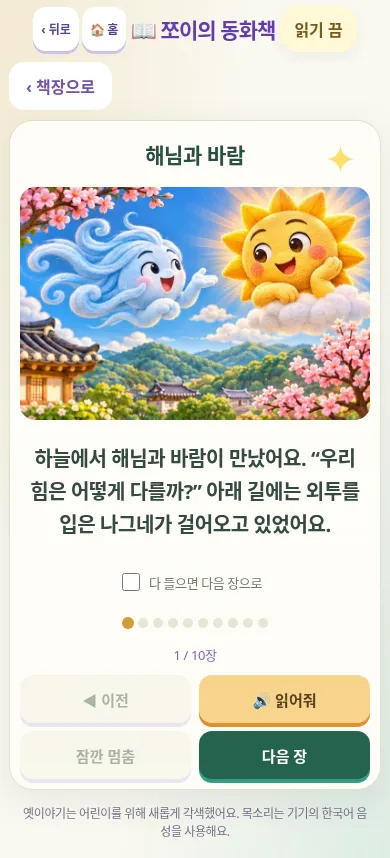 ‹ 뒤로 🏠 홈 📖 쪼이의 동화책 읽기 끔
‹ 책장으로
해님과 바람
하늘에서 해님과 바람이 만났어요. “우리
힘은 어떻게 다를까?” 아래 길에는 외투를
입은 나그네가 걸어오고 있었어요.
다 들으면 다음 장으로
1 / 10장
◀ 이전 🔊 읽어줘
잠깐 멈춤 다음 장
옛이야기는 어린이를 위해 새롭게 각색했어요. 목소리는 기기의 한국어 음
성을 사용해요.